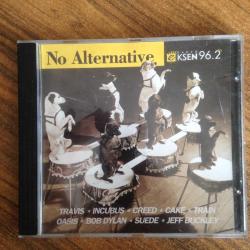 No Alternative
KSEN 96.2
TRAVIS • INCUBUS • CREED • CAKE • TRAIN
OASIS • BOB DYLAN • SUEDE • JEFF BUCKLEY